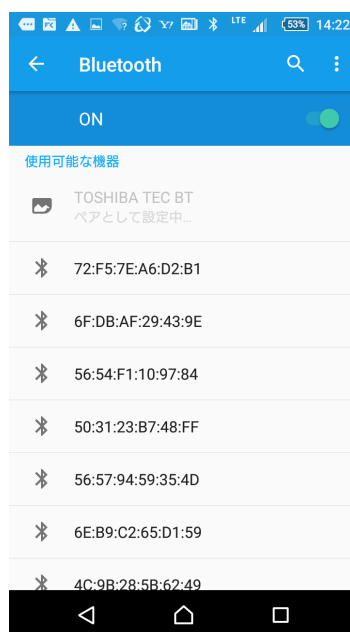 LTE 53% 14:22
Bluetooth
ON
使用可能な機器
TOSHIBA TEC BT
ペアとして設定中...
72:F5:7E:A6:D2:B1
6F:DB:AF:29:43:9E
56:54:F1:10:97:84
50:31:23:B7:48:FF
56:57:94:59:35:4D
6E:B9:C2:65:D1:59
4C:9B:28:5B:62:49